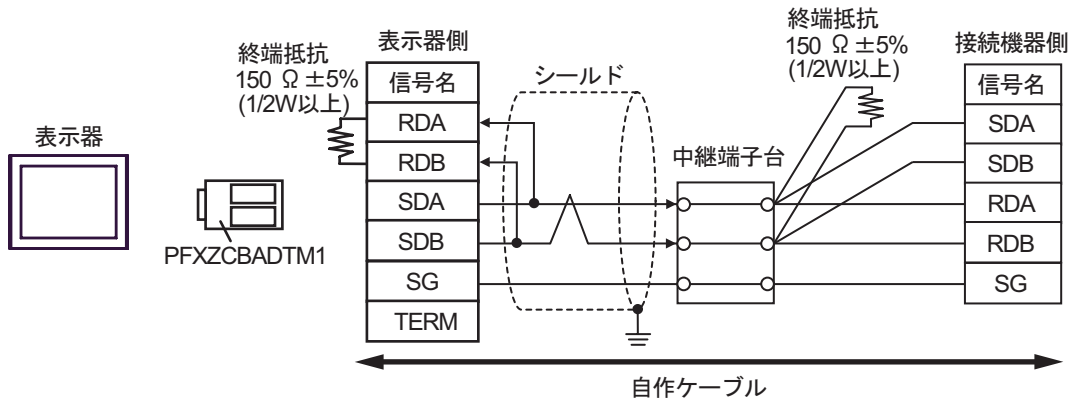 表示器
PFXZCBADTM1
終端抵抗
150 Ω ±5%
(1/2W以上)
表示器側
信号名
RDA
RDB
SDA
SDB
SG
TERM
シールド
中継端子台
終端抵抗
150 Ω ±5%
(1/2W以上)
接続機器側
信号名
SDA
SDB
RDA
RDB
SG
自作ケーブル